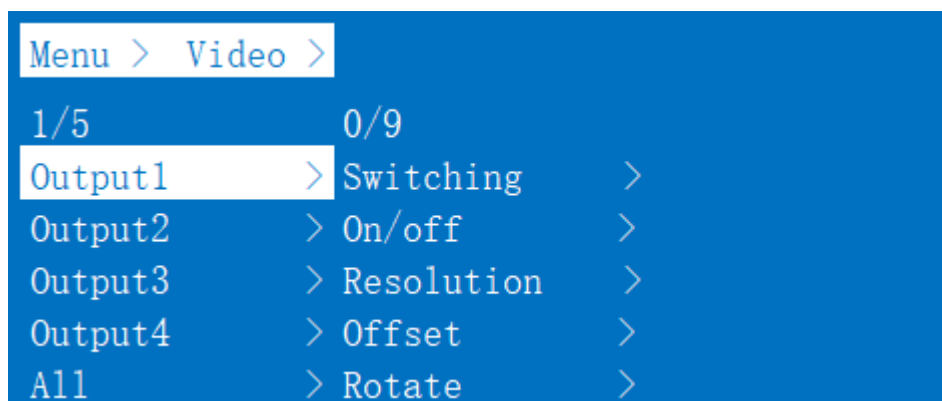 Menu > Video >
1/5 0/9
Output1 > Switching >
Output2 > On/off >
Output3 > Resolution >
Output4 > Offset >
All > Rotate >